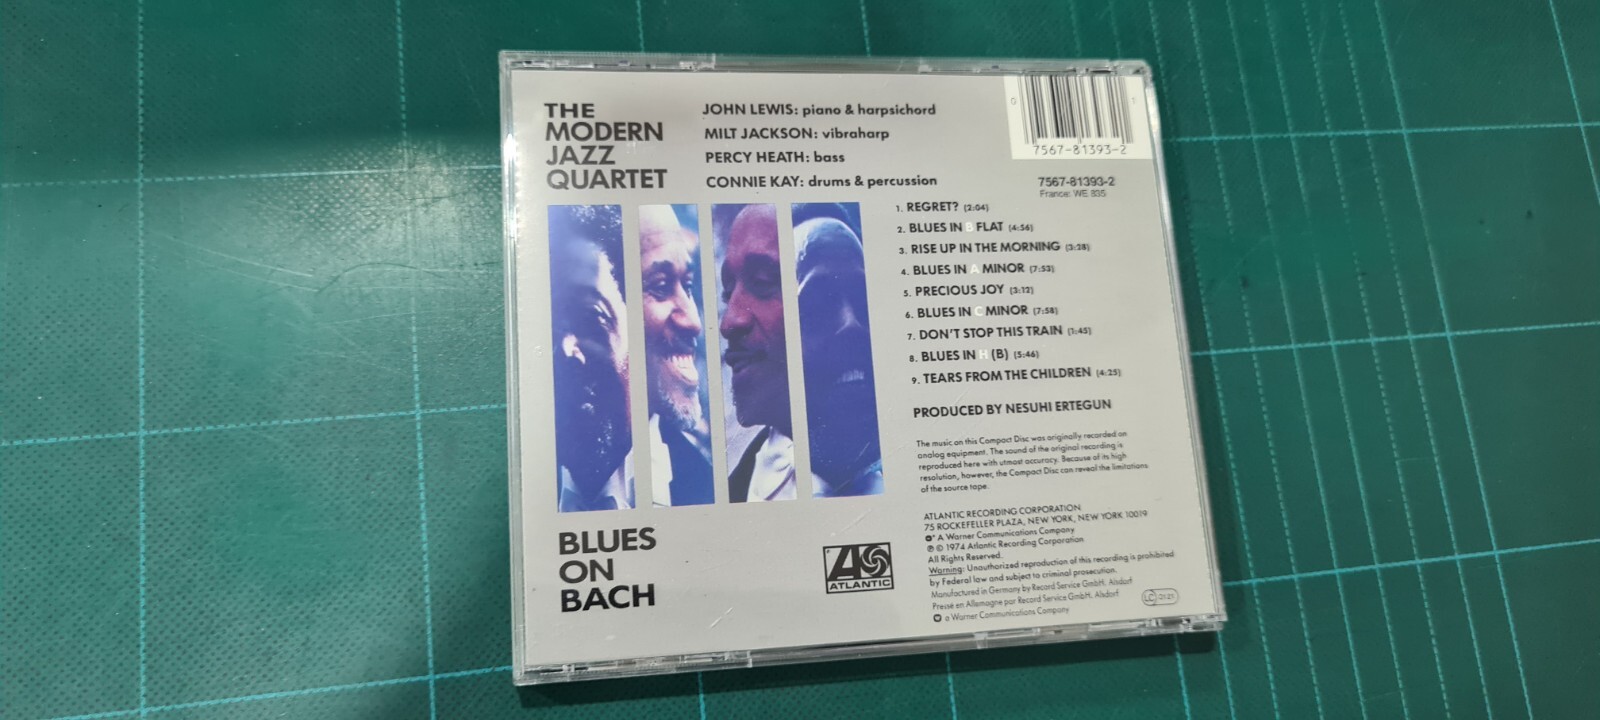 THE
MODERN
JAZZ
QUARTET
JOHN LEWIS: piano & harpsichord
MILT JACKSON: vibraharp
PERCY HEATH: bass
CONNIE KAY: drums & percussion
0 1
7567-81393-2
7567-81393-2
France: WE 835
1. REGRET? (2:04)
2. BLUES IN B FLAT (4:56)
3. RISE UP IN THE MORNING (3:28)
4. BLUES IN A MINOR (7:53)
5. PRECIOUS JOY (3:12)
6. BLUES IN C MINOR (7:58)
7. DON'T STOP THIS TRAIN (1:45)
8. BLUES IN H (B) (5:46)
9. TEARS FROM THE CHILDREN (4:25)
PRODUCED BY NESUHI ERTEGUN
The music on this Compact Disc was originally recorded on
analog equipment. The sound of the original recording is
reproduced here with utmost accuracy. Because of its high
resolution, however, the Compact Disc can reveal the limitations
of the source tape.
ATLANTIC RECORDING CORPORATION
75 ROCKEFELLER PLAZA, NEW YORK, NEW YORK 10019
A Warner Communications Company
℗ © 1974 Atlantic Recording Corporation
All Rights Reserved.
Warning: Unauthorized reproduction of this recording is prohibited
by Federal law and subject to criminal prosecution.
Manufactured in Germany by Record Service GmbH. Alsdorf
Pressé en Allemagne par Record Service GmbH. Alsdorf
a Warner Communications Company
LC 0121
BLUES
ON
BACH
ATLANTIC